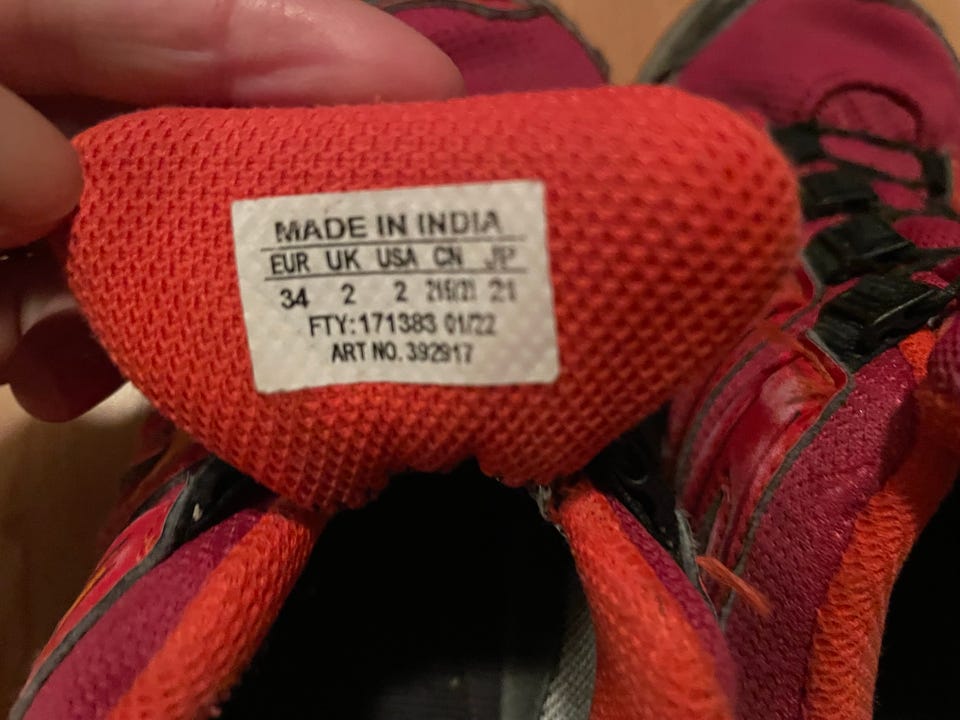 MADE IN INDIA
EUR UK USA CN JP
34 2 2 21
FTY:171383 01/22
ART NO. 392917